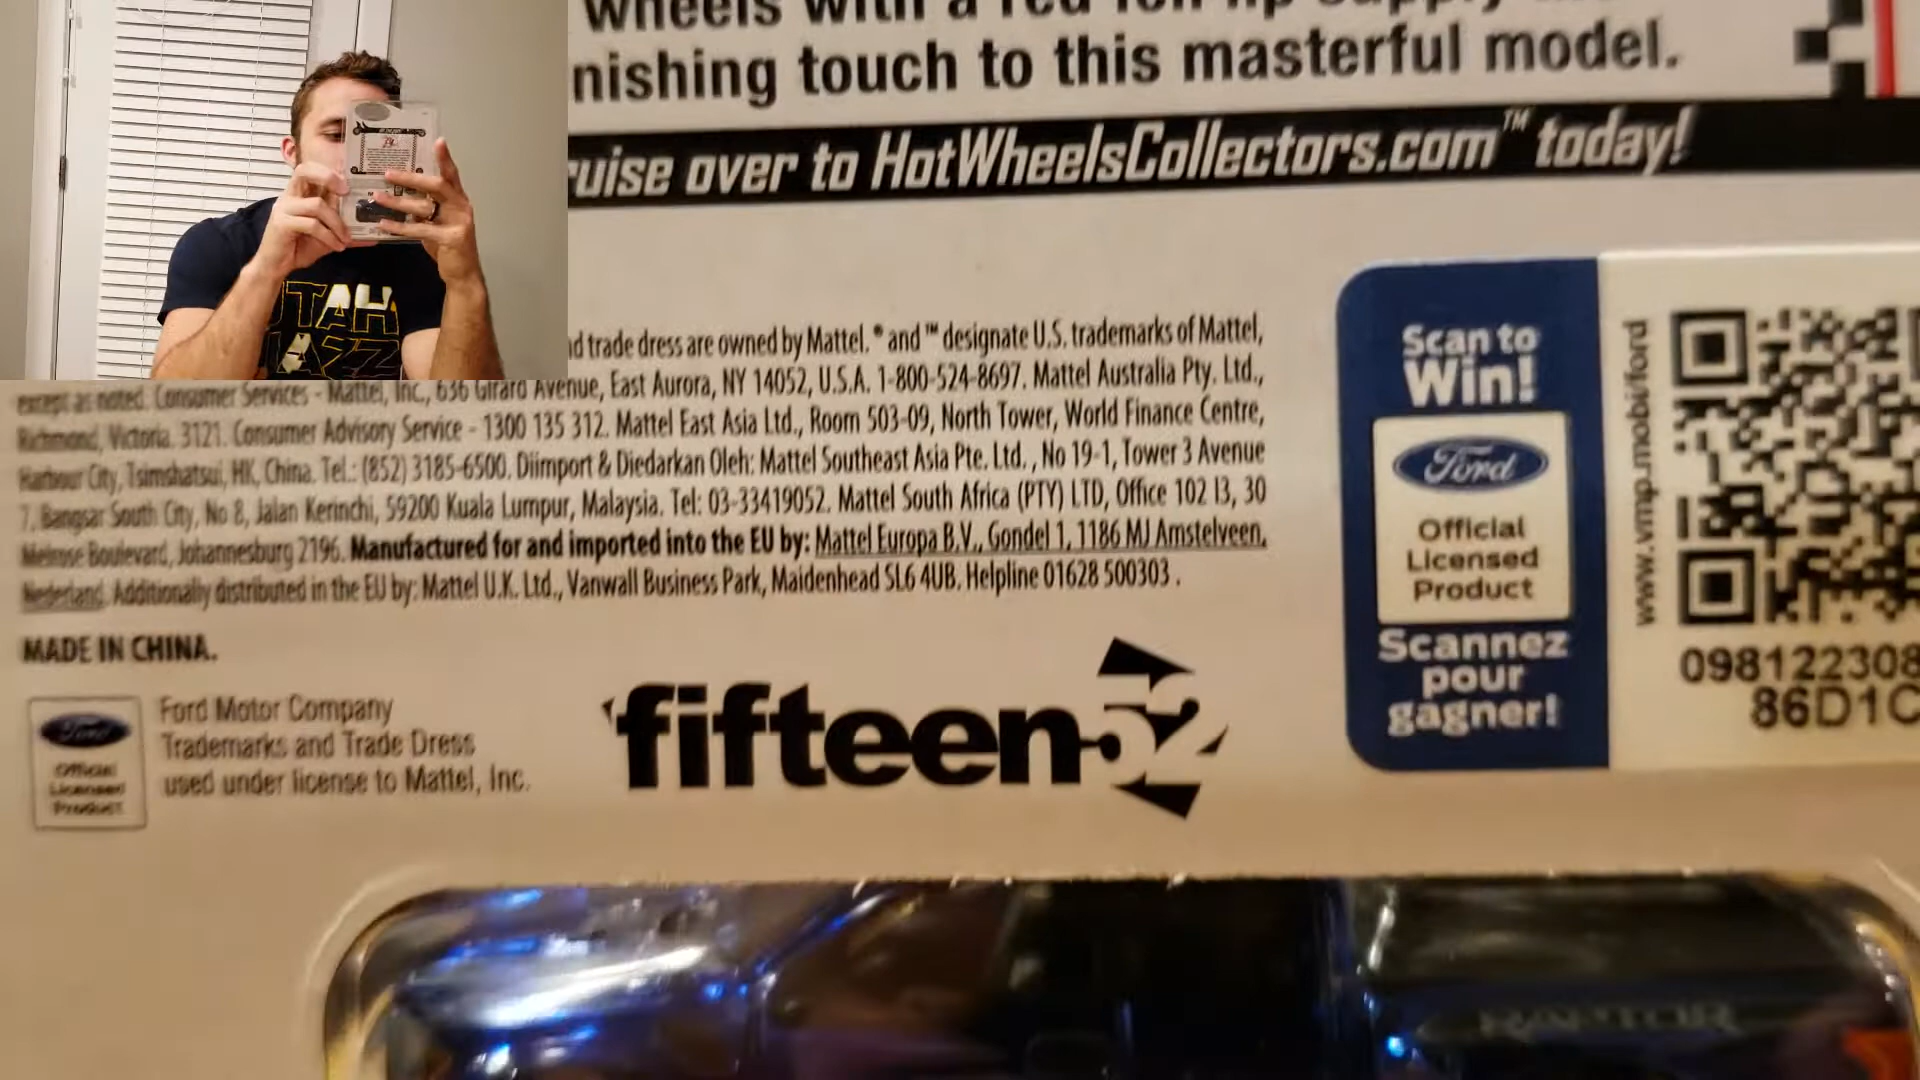 wheels with a red
nishing touch to this masterful model.
ruise over to HotWheelsCollectors.com™ today!
UTAH
JAZZ
d trade dress are owned by Mattel. ® and ™ designate U.S. trademarks of Mattel,
except as noted. Consumer Services - Mattel, Inc., 636 Girard Avenue, East Aurora, NY 14052, U.S.A. 1-800-524-8697. Mattel Australia Pty. Ltd.,
Richmond, Victoria. 3121. Consumer Advisory Service - 1300 135 312. Mattel East Asia Ltd., Room 503-09, North Tower, World Finance Centre,
Harbour City, Tsimshatsui, HK, China. Tel.: (852) 3185-6500. Diimport & Diedarkan Oleh: Mattel Southeast Asia Pte. Ltd. , No 19-1, Tower 3 Avenue
7, Bangsar South City, No 8, Jalan Kerinchi, 59200 Kuala Lumpur, Malaysia. Tel: 03-33419052. Mattel South Africa (PTY) LTD, Office 102 I3, 30
Melrose Boulevard, Johannesburg 2196. Manufactured for and imported into the EU by: Mattel Europa B.V., Gondel 1, 1186 MJ Amstelveen,
Nederland. Additionally distributed in the EU by: Mattel U.K. Ltd., Vanwall Business Park, Maidenhead SL6 4UB. Helpline 01628 500303 .
MADE IN CHINA.
Ford
Official
Licensed
Product
Ford Motor Company
Trademarks and Trade Dress
used under license to Mattel, Inc.
fifteen52
Scan to
Win!
Ford
Official
Licensed
Product
Scannez
pour
gagner!
www.vmp.mobi/ford
098122308
86D1C
RAPTOR